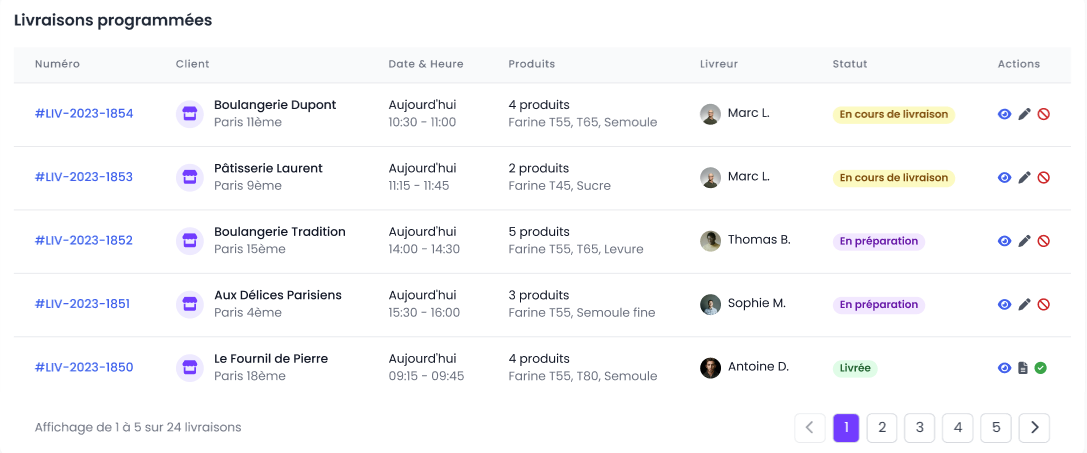 Livraisons programmées
Numéro Client Date & Heure Produits Livreur Statut Actions
#LIV-2023-1854 Boulangerie Dupont Aujourd'hui 4 produits Marc L. En cours de livraison
Paris 11ème 10:30 - 11:00 Farine T55, T65, Semoule
#LIV-2023-1853 Pâtisserie Laurent Aujourd'hui 2 produits Marc L. En cours de livraison
Paris 9ème 11:15 - 11:45 Farine T45, Sucre
#LIV-2023-1852 Boulangerie Tradition Aujourd'hui 5 produits Thomas B. En préparation
Paris 15ème 14:00 - 14:30 Farine T55, T65, Levure
#LIV-2023-1851 Aux Délices Parisiens Aujourd'hui 3 produits Sophie M. En préparation
Paris 4ème 15:30 - 16:00 Farine T55, Semoule fine
#LIV-2023-1850 Le Fournil de Pierre Aujourd'hui 4 produits Antoine D. Livrée
Paris 18ème 09:15 - 09:45 Farine T55, T80, Semoule
Affichage de 1 à 5 sur 24 livraisons 1 2 3 4 5